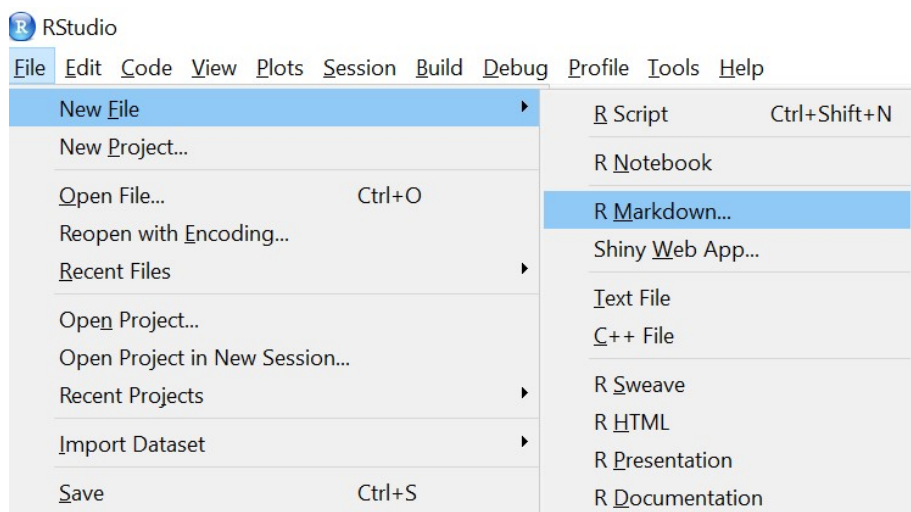 R RStudio
File Edit Code View Plots Session Build Debug Profile Tools Help
New File
New Project...
Open File... Ctrl+O
Reopen with Encoding...
Recent Files
Open Project...
Open Project in New Session...
Recent Projects
Import Dataset
Save Ctrl+S
R Script Ctrl+Shift+N
R Notebook
R Markdown...
Shiny Web App...
Text File
C++ File
R Sweave
R HTML
R Presentation
R Documentation